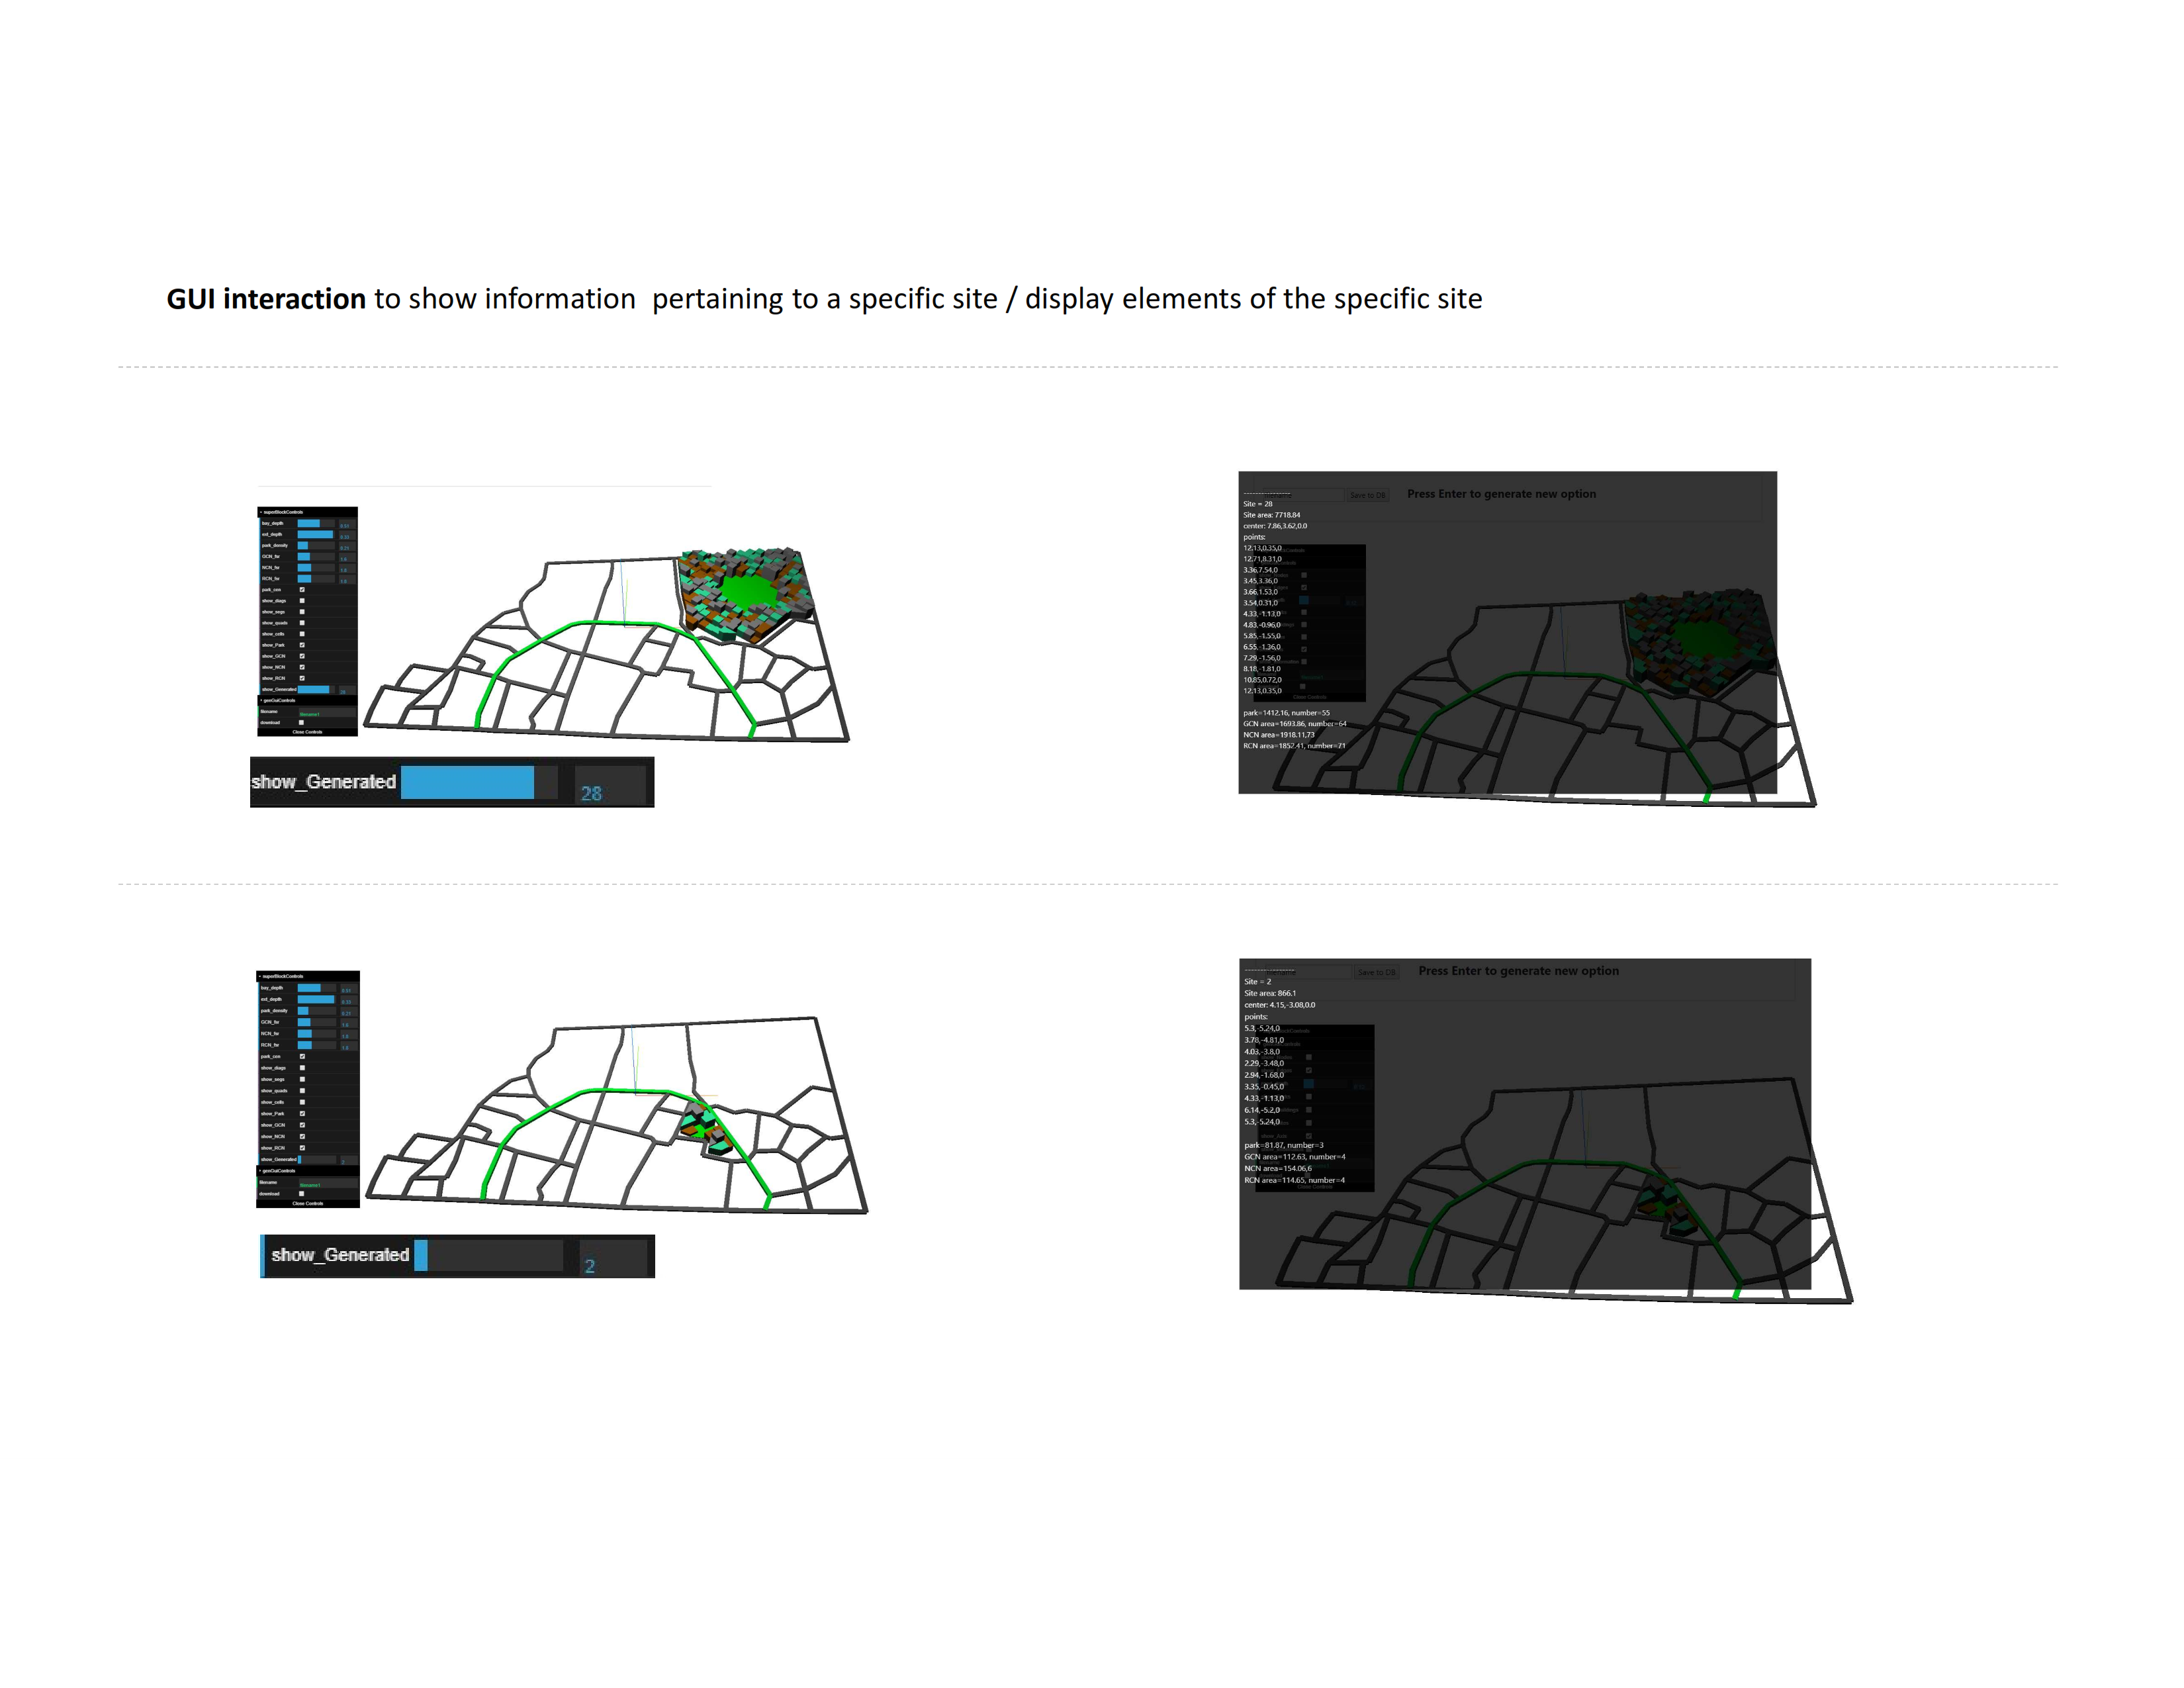 GUI interaction to show information pertaining to a specific site / display elements of the specific site
superBlockControls
bay_depth
ext_depth
park_density
GCN_fsr
NCN_fsr
RCN_fsr
park_cen
show_diags
show_segs
show_quads
show_cells
show_Park
show_GCN
show_NCN
show_RCN
show_Generated 28
genGuiControls
filename filename1
download
Close Controls
show_Generated 28
Save to DB Press Enter to generate new option
Site = 28
Site area: 7718.84
center: 7.86,3.62,0.0
points:
12.13,0.35,0
12.71,8.31,0
3.36,7.54,0
3.45,3.36,0
3.66,1.53,0
3.54,0.31,0
4.33,-1.13,0
4.83,-0.96,0
5.85,-1.55,0
6.55,-1.36,0
7.29,-1.56,0
8.18,-1.81,0
10.85,0.72,0
12.13,0.35,0
park=1412.16, number=55
GCN area=1693.86, number=64
NCN area=1918.11,73
RCN area=1852.41, number=71
superBlockControls
bay_depth
ext_depth
park_density
GCN_fsr
NCN_fsr
RCN_fsr
park_cen
show_diags
show_segs
show_quads
show_cells
show_Park
show_GCN
show_NCN
show_RCN
show_Generated 2
genGuiControls
filename filename1
download
Close Controls
show_Generated 2
Save to DB Press Enter to generate new option
Site = 2
Site area: 866.1
center: 4.15,-3.08,0.0
points:
5.3,-5.24,0
3.78,-4.81,0
4.03,-3.8,0
2.29,-3.48,0
2.94,-1.68,0
3.35,-0.45,0
4.33,-1.13,0
6.14,-5.2,0
5.3,-5.24,0
park=81.87, number=3
GCN area=112.63, number=4
NCN area=154.06,6
RCN area=114.65, number=4